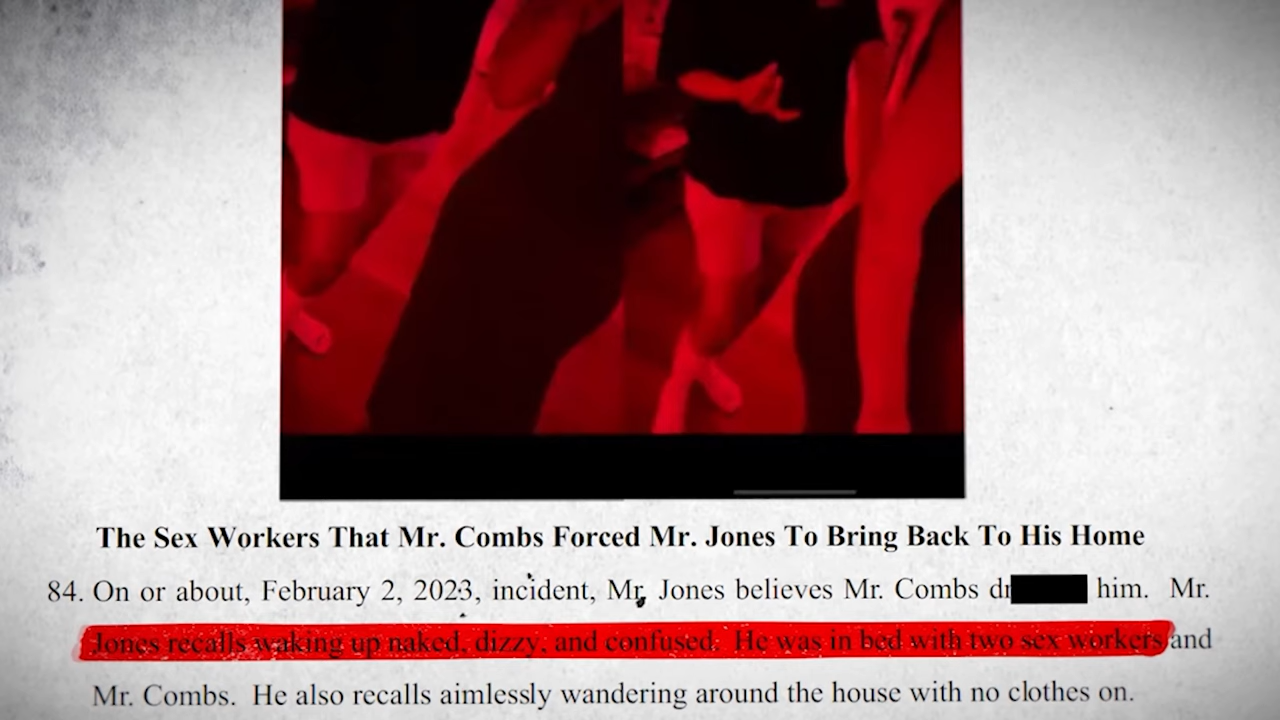 The Sex Workers That Mr. Combs Forced Mr. Jones To Bring Back To His Home
84. On or about, February 2, 2023, incident, Mr, Jones believes Mr. Combs dr him. Mr.
Jones recalls waking up naked, dizzy, and confused. He was in bed with two sex workers and
Mr. Combs. He also recalls aimlessly wandering around the house with no clothes on.